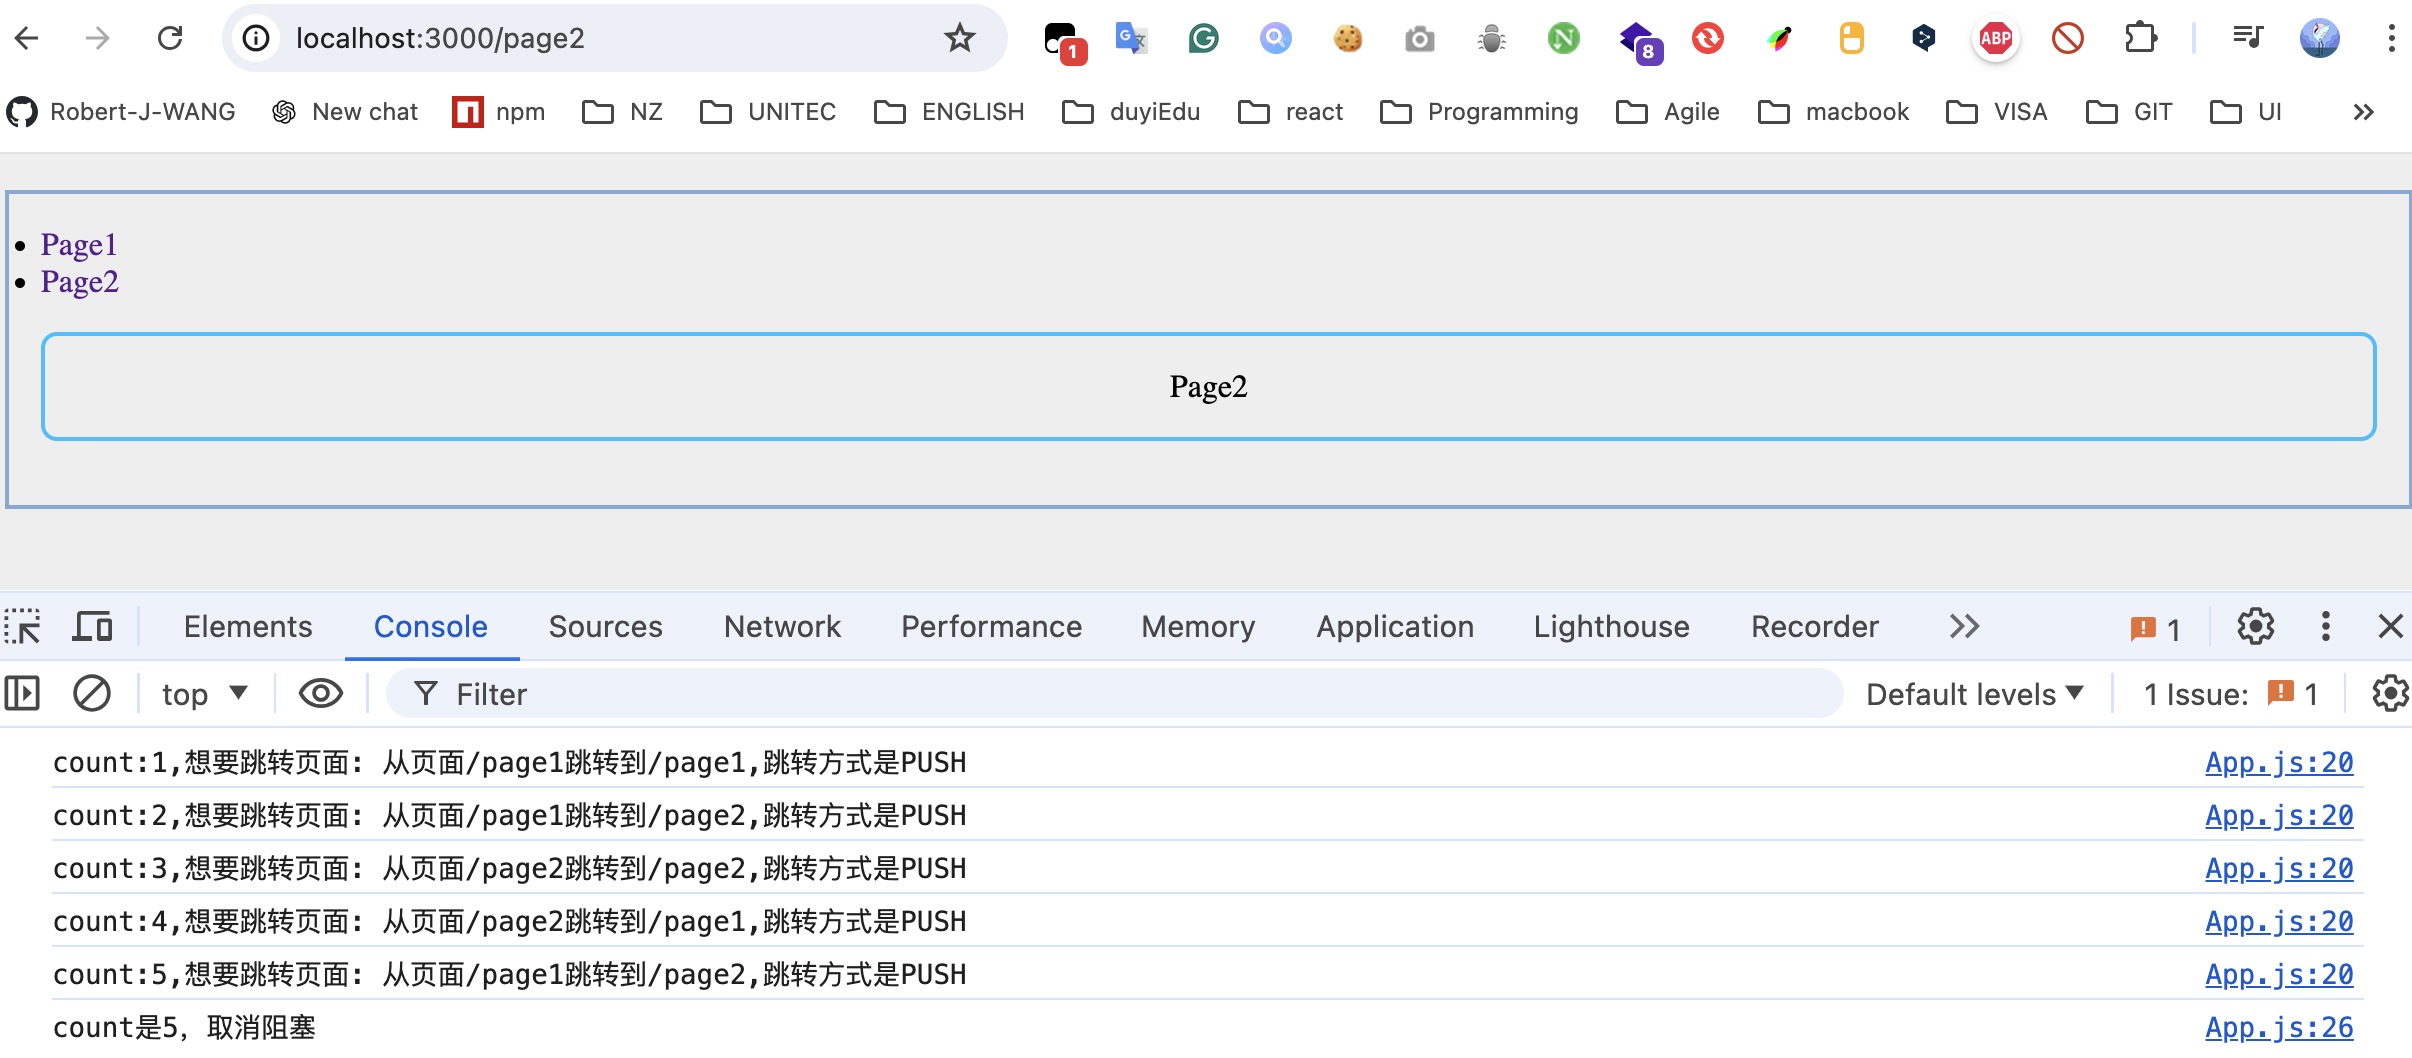 localhost:3000/page2
1
8
ABP
Robert-J-WANG New chat npm NZ UNITEC ENGLISH duyiEdu react Programming Agile macbook VISA GIT UI
Page1
Page2
Page2
Elements Console Sources Network Performance Memory Application Lighthouse Recorder 1
top Filter Default levels 1 Issue: 1
count:1,想要跳转页面: 从页面/page1跳转到/page1,跳转方式是PUSH App.js:20
count:2,想要跳转页面: 从页面/page1跳转到/page2,跳转方式是PUSH App.js:20
count:3,想要跳转页面: 从页面/page2跳转到/page2,跳转方式是PUSH App.js:20
count:4,想要跳转页面: 从页面/page2跳转到/page1,跳转方式是PUSH App.js:20
count:5,想要跳转页面: 从页面/page1跳转到/page2,跳转方式是PUSH App.js:20
count是5，取消阻塞 App.js:26